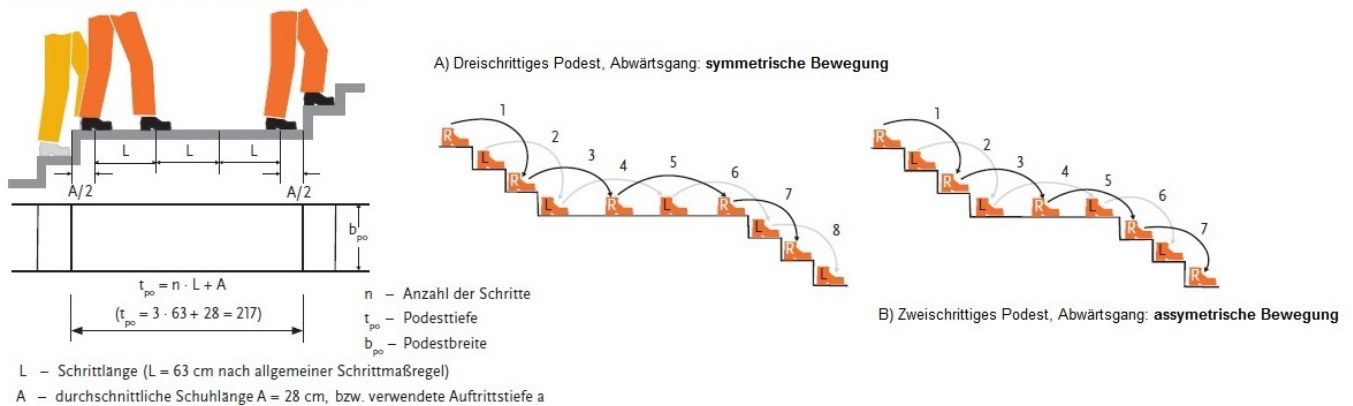 L L L
A/2 A/2
b po
t po = n · L + A
(t po = 3 · 63 + 28 = 217)
n – Anzahl der Schritte
t po – Podesttiefe
b po – Podestbreite
L – Schrittlänge (L = 63 cm nach allgemeiner Schrittmaßregel)
A – durchschnittliche Schuhlänge A = 28 cm, bzw. verwendete Auftrittstiefe a
A) Dreischrittiges Podest, Abwärtsgang: symmetrische Bewegung
1 2 3 4 5 6 7 8
R L R L R L R L R L
1 2 3 4 5 6 7
R L R L R L R L R
B) Zweischrittiges Podest, Abwärtsgang: assymetrische Bewegung